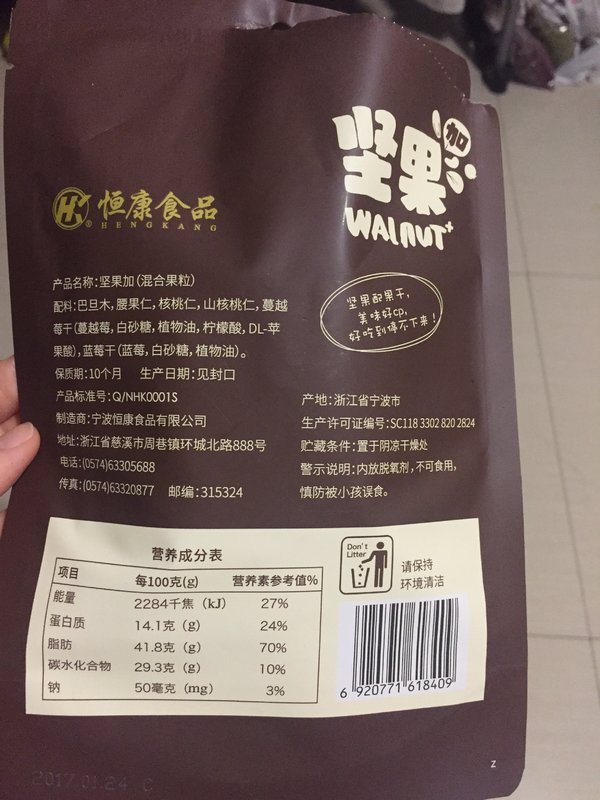 坚果加
WALNUT+
恒康食品
HENGKANG
坚果配果干,
美味好cp,
好吃到停不下来!
产品名称:坚果加(混合果粒)
配料:巴旦木,腰果仁,核桃仁,山核桃仁,蔓越
莓干(蔓越莓,白砂糖,植物油,柠檬酸,DL-苹
果酸),蓝莓干(蓝莓,白砂糖,植物油)。
保质期:10个月 生产日期:见封口
产品标准号:Q/NHK0001S
制造商:宁波恒康食品有限公司
地址:浙江省慈溪市周巷镇环城北路888号
电话:(0574)63305688
传真:(0574)63320877 邮编:315324
产地:浙江省宁波市
生产许可证编号:SC118 3302 820 2824
贮藏条件:置于阴凉干燥处
警示说明:内放脱氧剂,不可食用,
慎防被小孩误食。
营养成分表
项目 每100克(g) 营养素参考值%
能量 2284千焦(kJ) 27%
蛋白质 14.1克(g) 24%
脂肪 41.8克(g) 70%
碳水化合物 29.3克(g) 10%
钠 50毫克(mg) 3%
Don't
Litter
请保持
环境清洁
6 920771 618409
2017.01.24 C
Z